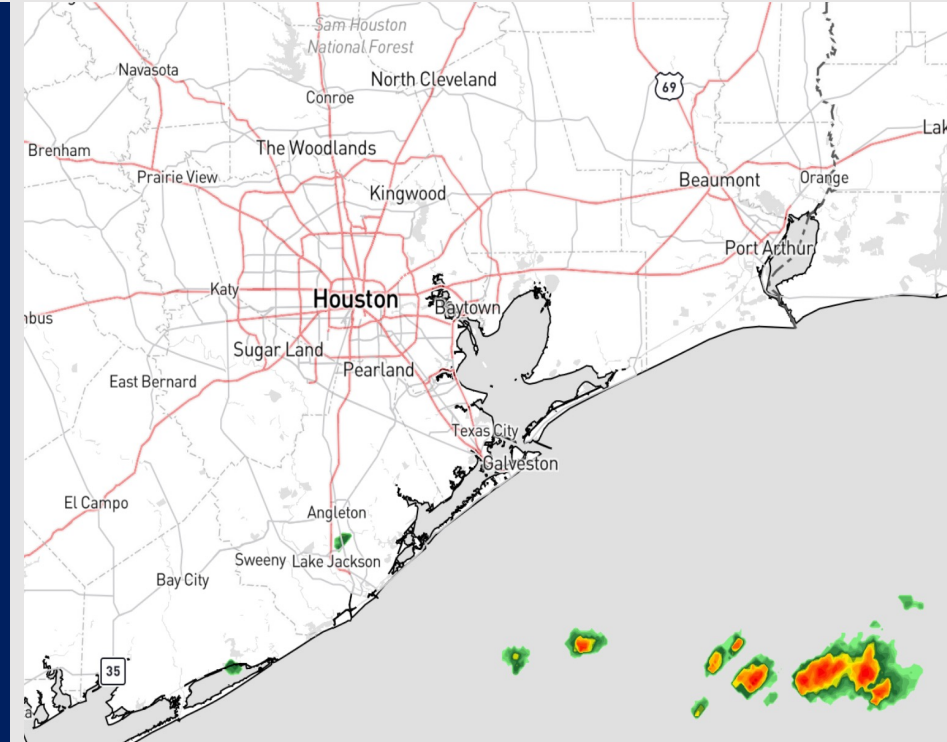 Sam Houston
National Forest
Navasota
North Cleveland
69
Conroe
Lak
Brenham
The Woodlands
Prairie View
Kingwood
Beaumont
Orange
Port Arthur
Katy
Houston
Baytown
nbus
Sugar Land
Pearland
East Bernard
Texas City
Galveston
El Campo
Angleton
Sweeny
Lake Jackson
Bay City
35
a